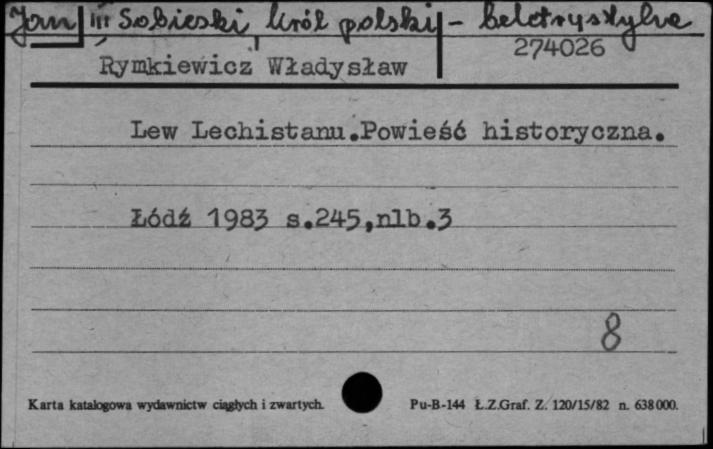 Jan III Sobieski, król polski - beletrystyka
274026
Rymkiewicz Władysław
Lew Lechistanu.Powieść historyczna.
Łódź 1983 s.245,nlb.3
8
Karta katalogowa wydawnictw ciągłych i zwartych.
Pu-B-144 Ł.Z.Graf. Z. 120/15/82 n. 638000.